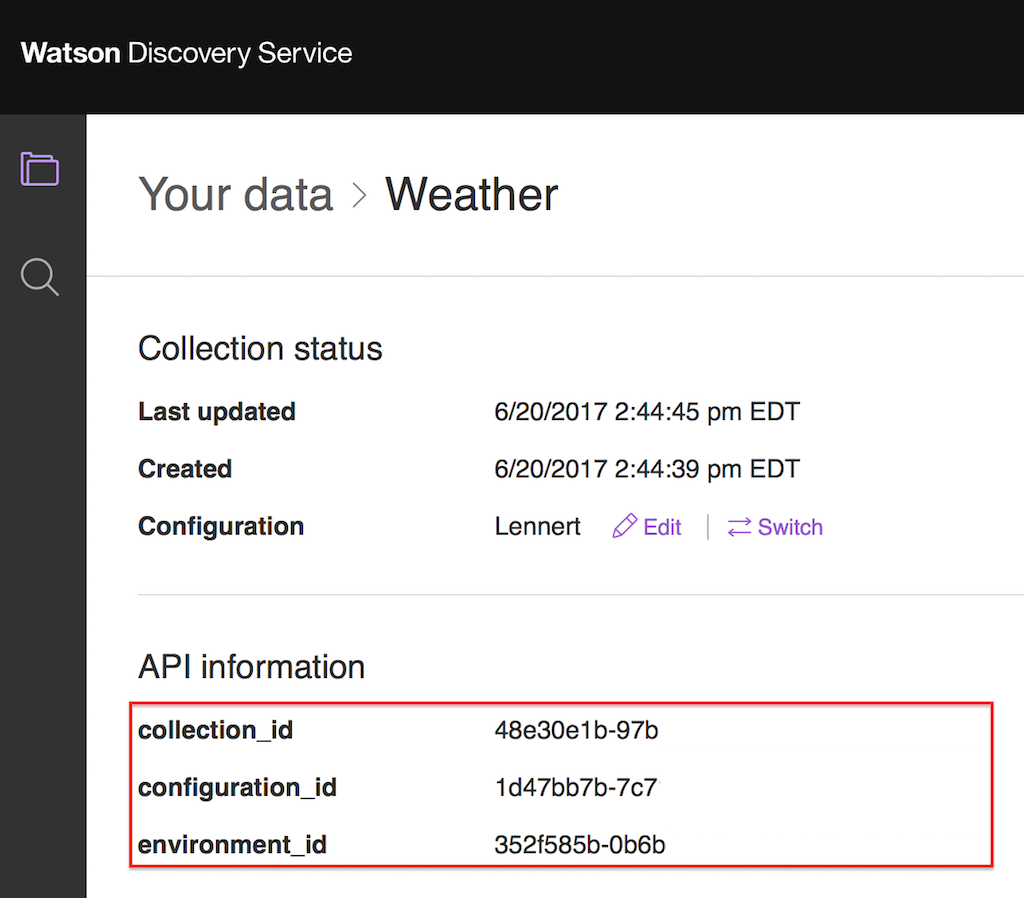 Watson Discovery Service
Your data > Weather
Collection status
Last updated 6/20/2017 2:44:45 pm EDT
Created 6/20/2017 2:44:39 pm EDT
Configuration Lennert Edit | Switch
API information
collection_id 48e30e1b-97b
configuration_id 1d47bb7b-7c7
environment_id 352f585b-0b6b